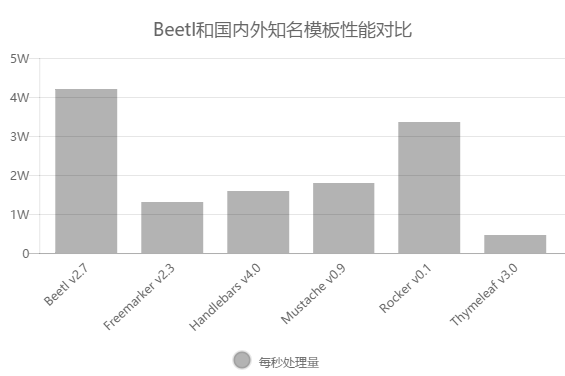 Beetl和国内外知名模板性能对比
5W
4W
3W
2W
1W
0
Beetl v2.7
Freemarker v2.3
Handlebars v4.0
Mustache v0.9
Rocker v0.1
Thymeleaf v3.0
每秒处理量